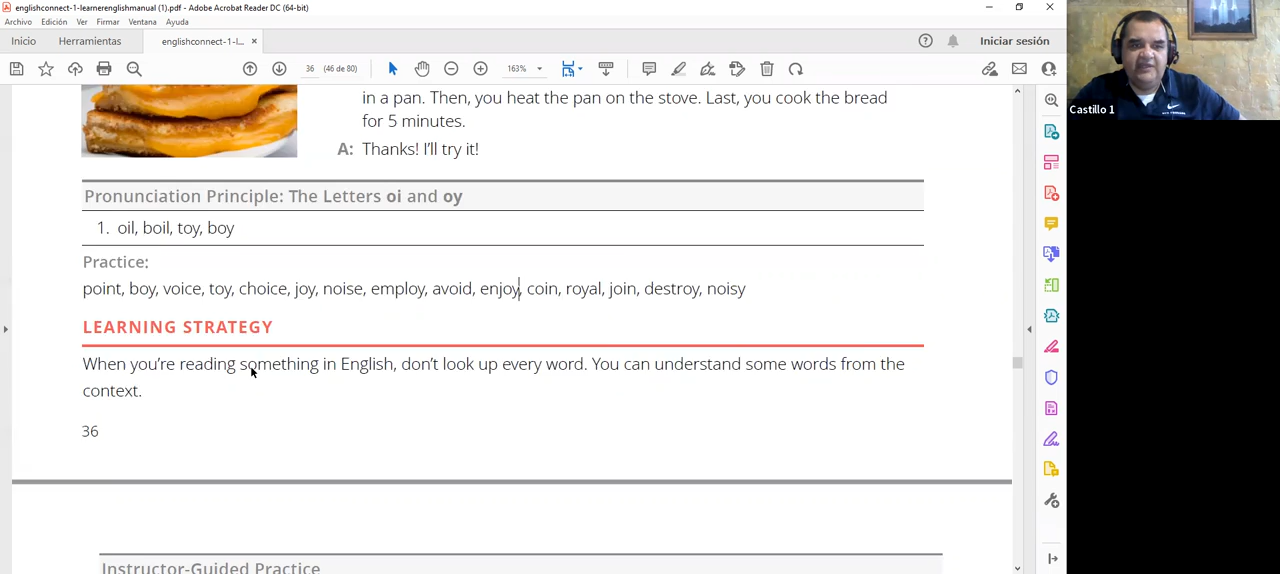 englishconnect-1-learnerenglishmanual (1).pdf - Adobe Acrobat Reader DC (64-bit)
Archivo Edición Ver Firmar Ventana Ayuda
Inicio Herramientas englishconnect-1-l... × Iniciar sesión
36 (46 de 80) 163%
Castillo 1
in a pan. Then, you heat the pan on the stove. Last, you cook the bread
for 5 minutes.
A: Thanks! I'll try it!
Pronunciation Principle: The Letters oi and oy
1. oil, boil, toy, boy
Practice:
point, boy, voice, toy, choice, joy, noise, employ, avoid, enjoy, coin, royal, join, destroy, noisy
LEARNING STRATEGY
When you're reading something in English, don't look up every word. You can understand some words from the
context.
36
Instructor-Guided Practice